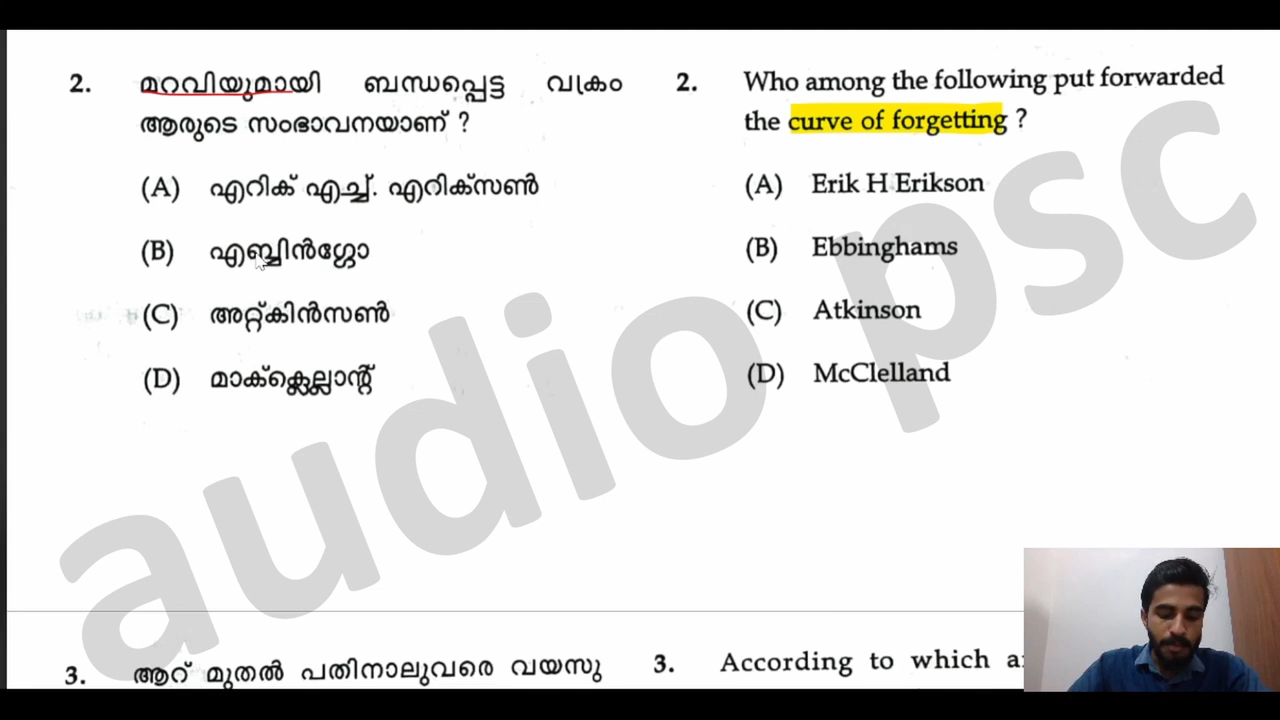 2. മറവിയുമായി ബന്ധപ്പെട്ട വക്രം
ആരുടെ സംഭാവനയാണ് ?
(A) എറിക് എച്ച്. എറിക്സൺ
(B) എബ്ബിൻഗ്ഗോ
(C) അറ്റ്കിൻസൺ
(D) മാക്ക്ലെല്ലാന്റ്
2. Who among the following put forwarded
the curve of forgetting ?
(A) Erik H Erikson
(B) Ebbinghams
(C) Atkinson
(D) McClelland
3. ആറ് മുതൽ പതിനാലുവരെ വയസു
3. According to which
audio psc